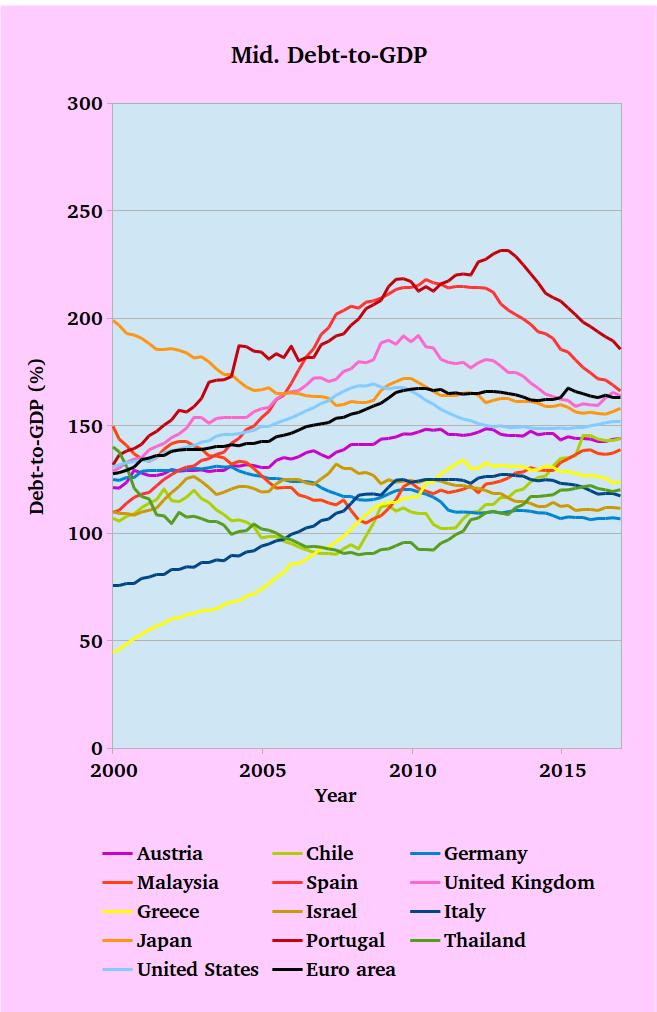 Mid. Debt-to-GDP
300
250
200
150
100
50
0
Debt-to-GDP (%)
2000 2005 2010 2015
Year
Austria Chile Germany
Malaysia Spain United Kingdom
Greece Israel Italy
Japan Portugal Thailand
United States Euro area